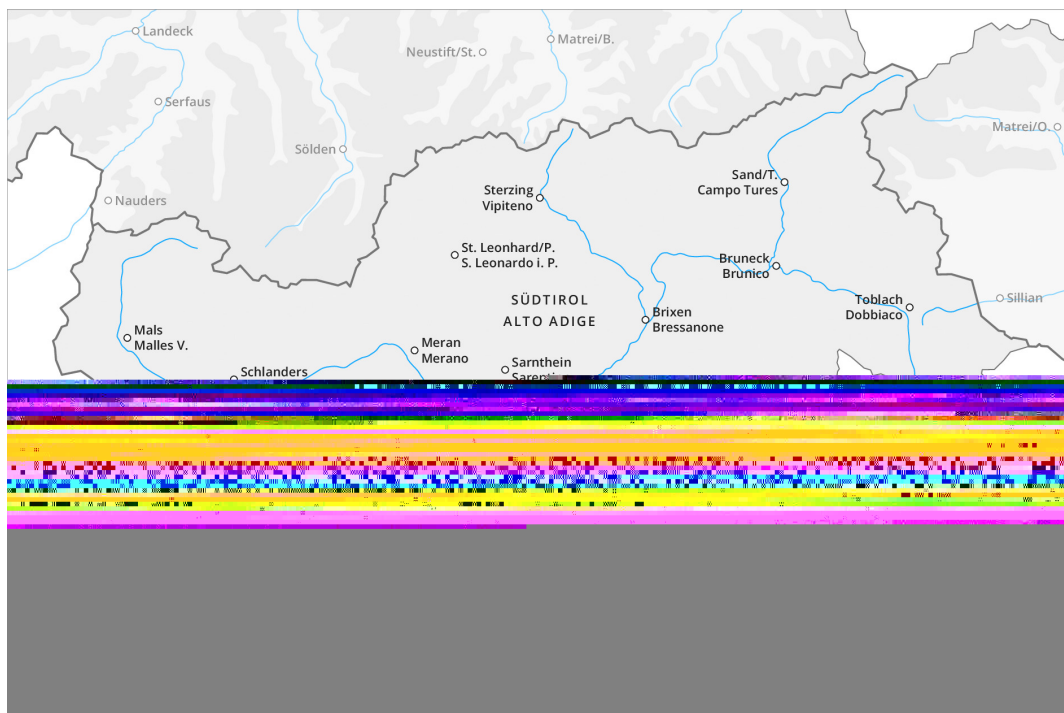 Landeck
Matrei/B.
Neustift/St.
Serfaus
Matrei/O.
Sölden
Sand/T.
Campo Tures
Sterzing
Vipiteno
Nauders
St. Leonhard/P.
S. Leonardo i. P.
Bruneck
Brunico
SÜDTIROL
ALTO ADIGE
Toblach
Dobbiaco
Sillian
Brixen
Bressanone
Mals
Malles V.
Meran
Merano
Sarnthein
Schlanders